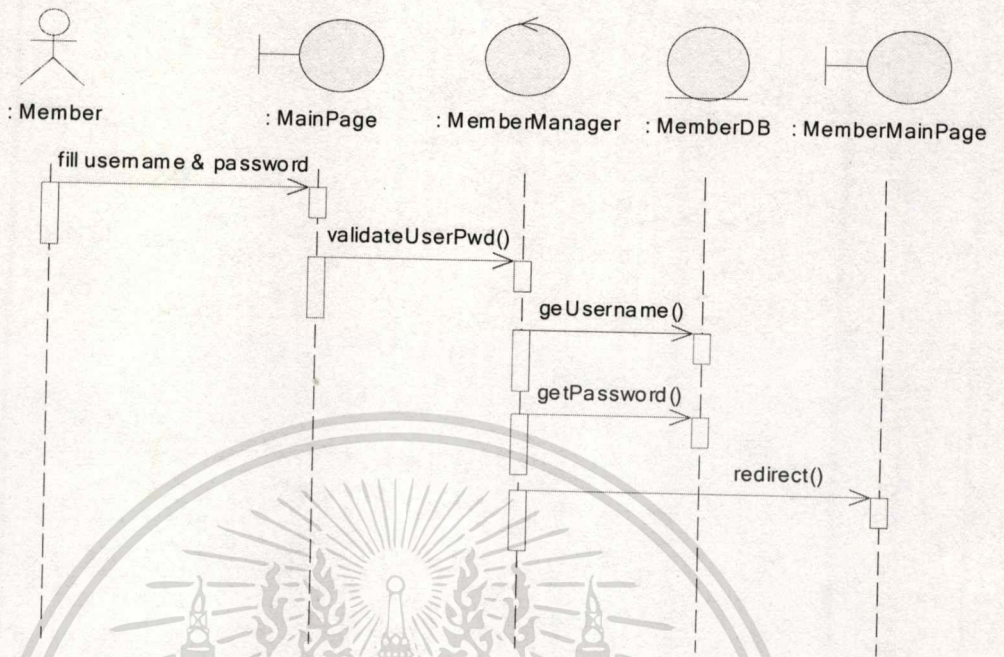 : Member
: MainPage
: MemberManager
: MemberDB
: MemberMainPage
fill username & password
validateUserPwd()
geUsername()
getPassword()
redirect()